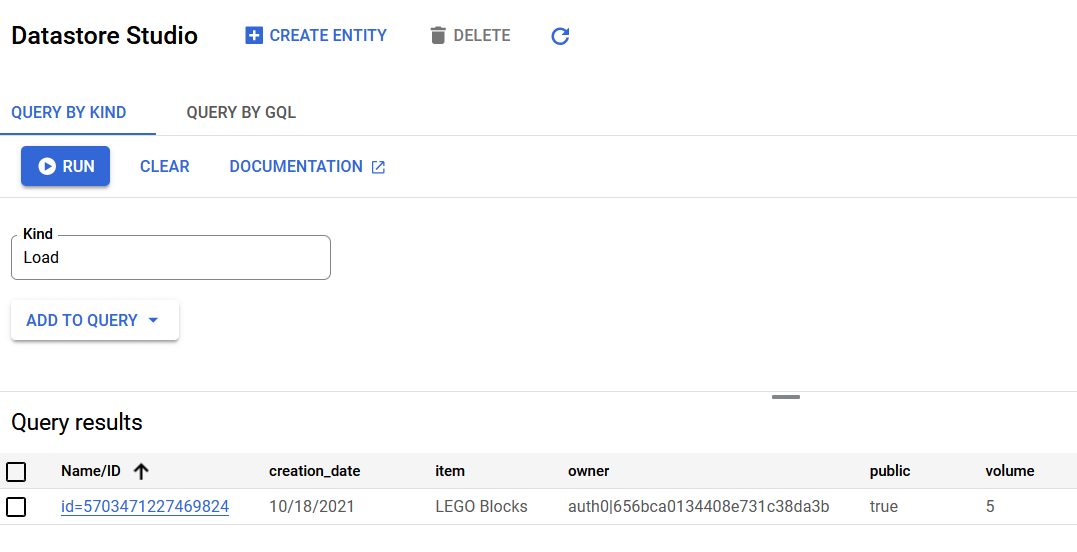 Datastore Studio CREATE ENTITY DELETE
QUERY BY KIND QUERY BY GQL
RUN CLEAR DOCUMENTATION
Kind
Load
ADD TO QUERY
Query results
Name/ID creation_date item owner public volume
id=5703471227469824 10/18/2021 LEGO Blocks auth0|656bca0134408e731c38da3b true 5